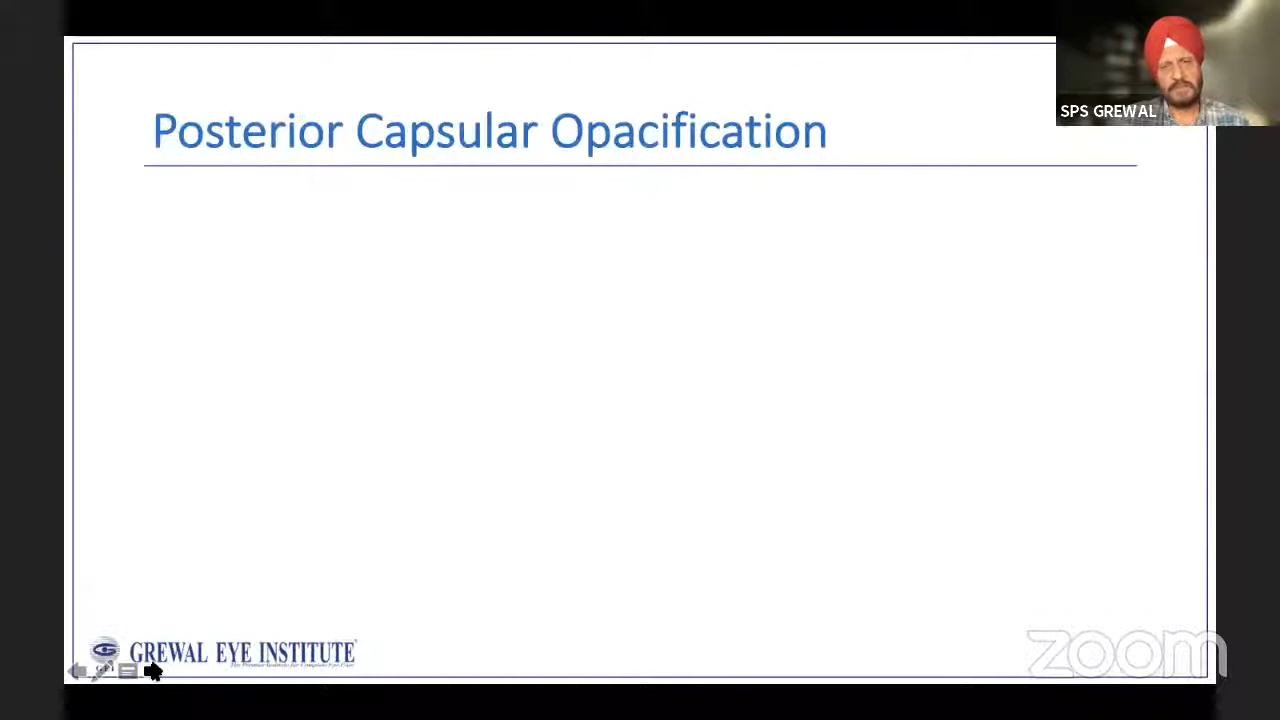 Posterior Capsular Opacification
SPS GREWAL
GREWAL EYE INSTITUTE
zoom